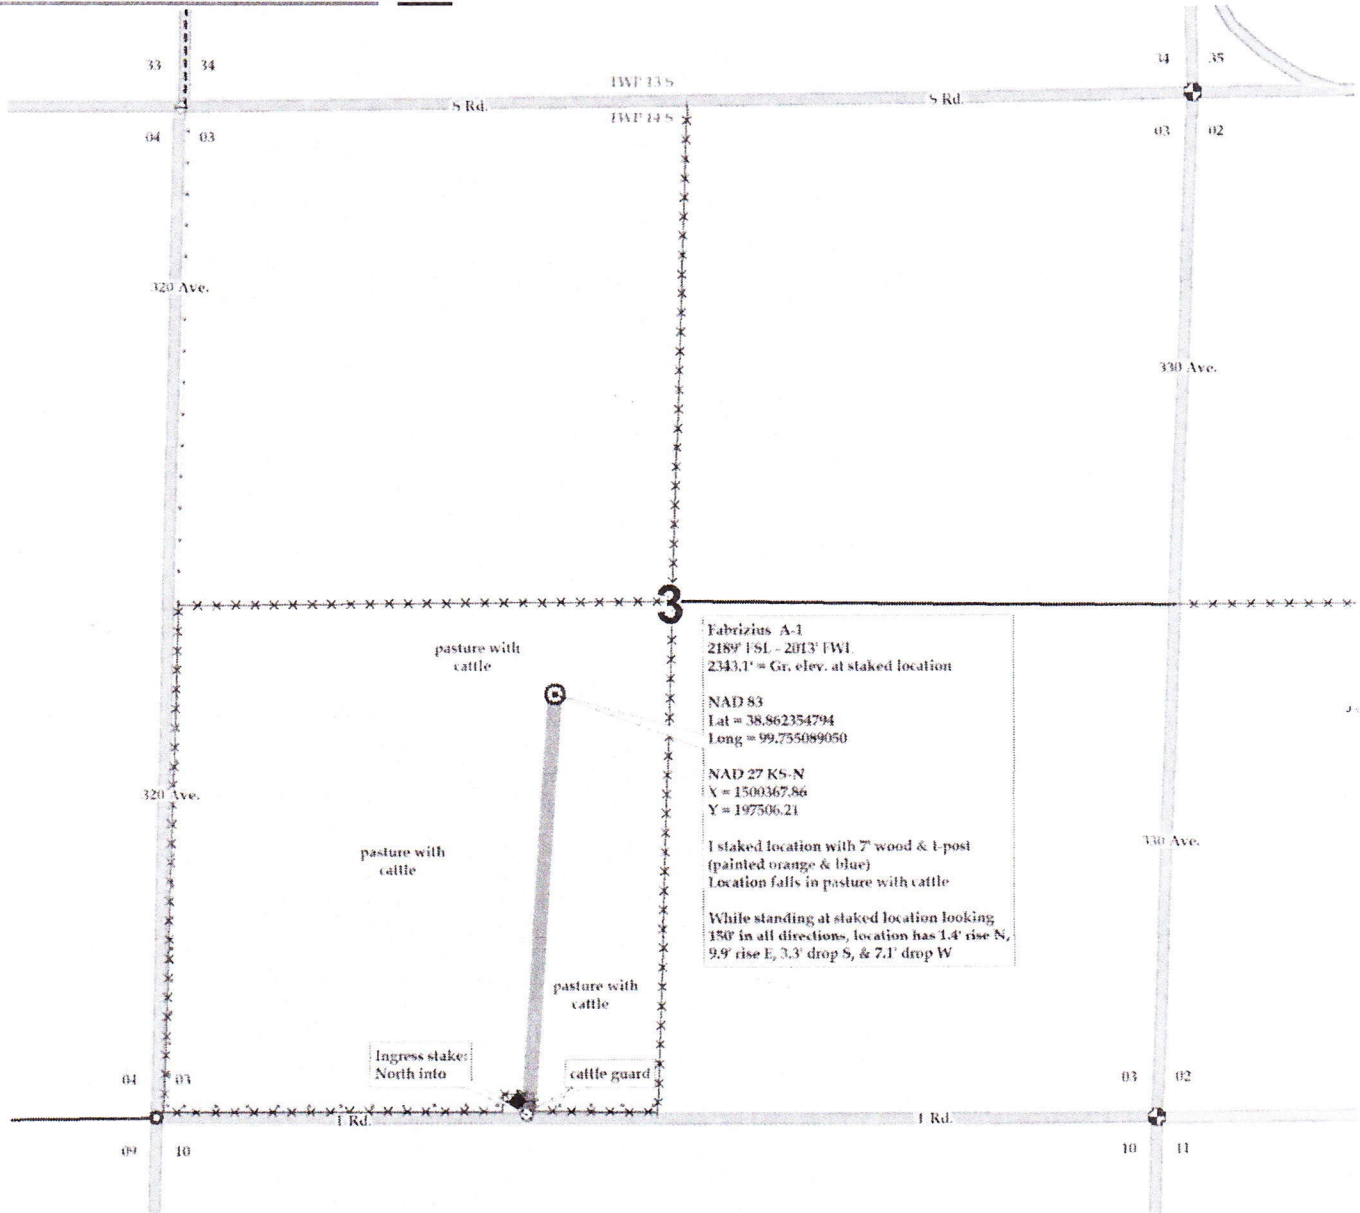 33 34
34 35
TWP 13 S
S Rd.
S Rd.
TWP 14 S
04 03
03 02
320 Ave.
330 Ave.
3
Fabrizius A-1
2189' FSL - 2013' FWL
2343.1' = Gr. elev. at staked location
NAD 83
Lat = 38.862354794
Long = 99.755089050
NAD 27 KS-N
X = 1500367.86
Y = 197506.21
I staked location with 7' wood & t-post
(painted orange & blue)
Location falls in pasture with cattle
While standing at staked location looking
150' in all directions, location has 1.4' rise N,
9.9' rise E, 3.3' drop S, & 7.1' drop W
pasture with
cattle
320 Ave.
330 Ave.
pasture with
cattle
pasture with
cattle
Ingress stake:
North into
cattle guard
04 03
03 02
Rd.
Rd.
09 10
10 11